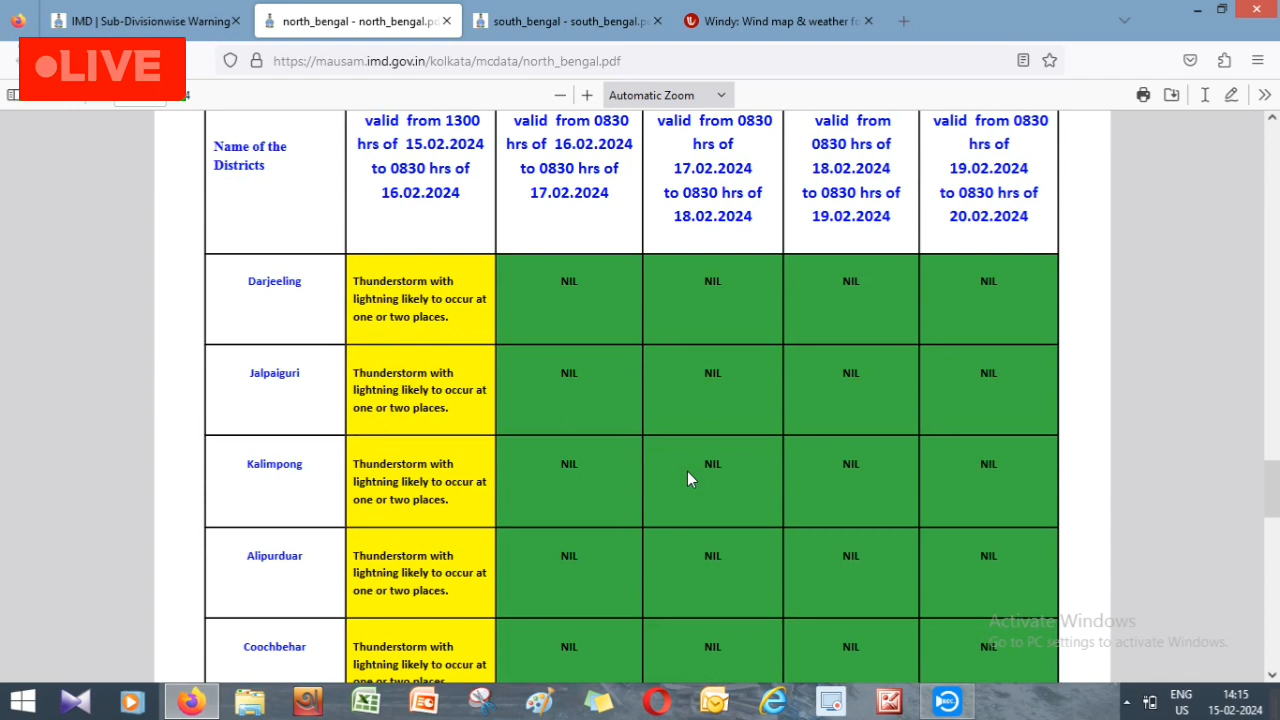 IMD | Sub-Divisionwise Warning
north_bengal - north_bengal.pd
south_bengal - south_bengal.p
Windy: Wind map & weather fo
LIVE
https://mausam.imd.gov.in/kolkata/mcdata/north_bengal.pdf
4
Automatic Zoom
Name of the
Districts
valid from 1300
hrs of 15.02.2024
to 0830 hrs of
16.02.2024
valid from 0830
hrs of 16.02.2024
to 0830 hrs of
17.02.2024
valid from 0830
hrs of
17.02.2024
to 0830 hrs of
18.02.2024
valid from
0830 hrs of
18.02.2024
to 0830 hrs of
19.02.2024
valid from 0830
hrs of
19.02.2024
to 0830 hrs of
20.02.2024
Darjeeling
Thunderstorm with
lightning likely to occur at
one or two places.
NIL
NIL
NIL
NIL
Jalpaiguri
Thunderstorm with
lightning likely to occur at
one or two places.
NIL
NIL
NIL
NIL
Kalimpong
Thunderstorm with
lightning likely to occur at
one or two places.
NIL
NIL
NIL
NIL
Alipurduar
Thunderstorm with
lightning likely to occur at
one or two places.
NIL
NIL
NIL
NIL
Coochbehar
Thunderstorm with
lightning likely to occur at
one or two places.
NIL
NIL
NIL
NIL
Activate Windows
Go to PC settings to activate Windows.
ENG
US
14:15
15-02-2024